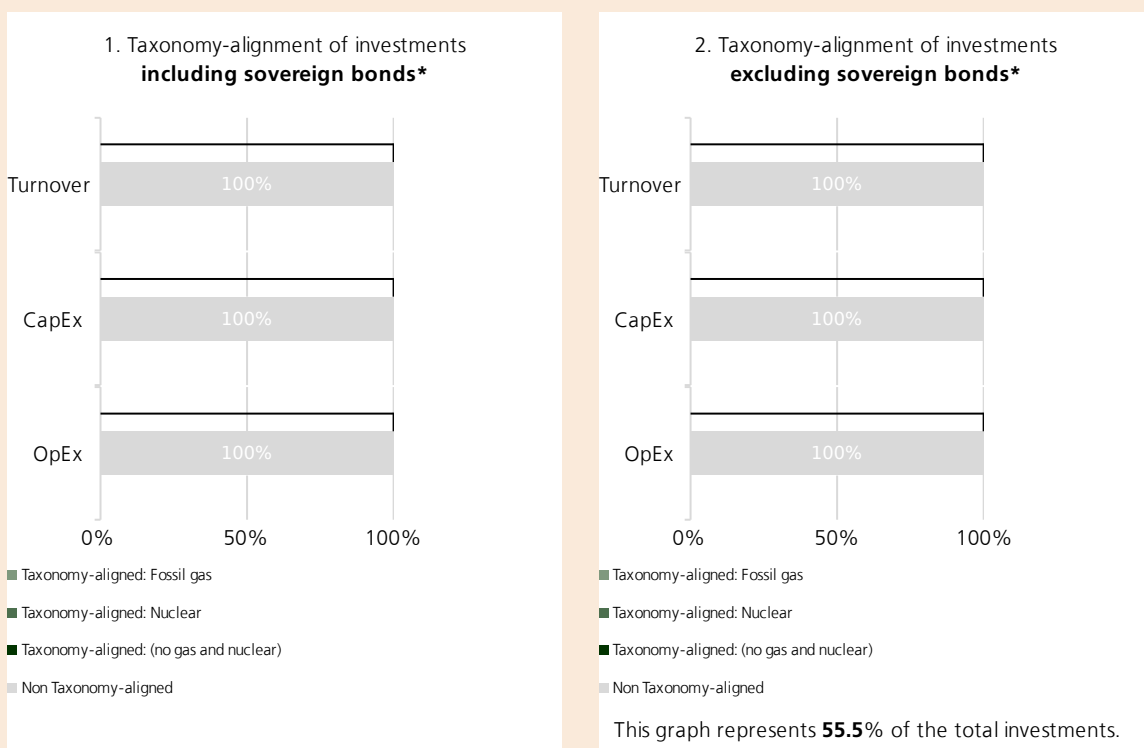 1. Taxonomy-alignment of investments
including sovereign bonds*
Turnover
100%
CapEx
100%
OpEx
100%
0% 50% 100%
Taxonomy-aligned: Fossil gas
Taxonomy-aligned: Nuclear
Taxonomy-aligned: (no gas and nuclear)
Non Taxonomy-aligned
2. Taxonomy-alignment of investments
excluding sovereign bonds*
Turnover
100%
CapEx
100%
OpEx
100%
0% 50% 100%
Taxonomy-aligned: Fossil gas
Taxonomy-aligned: Nuclear
Taxonomy-aligned: (no gas and nuclear)
Non Taxonomy-aligned
This graph represents 55.5% of the total investments.